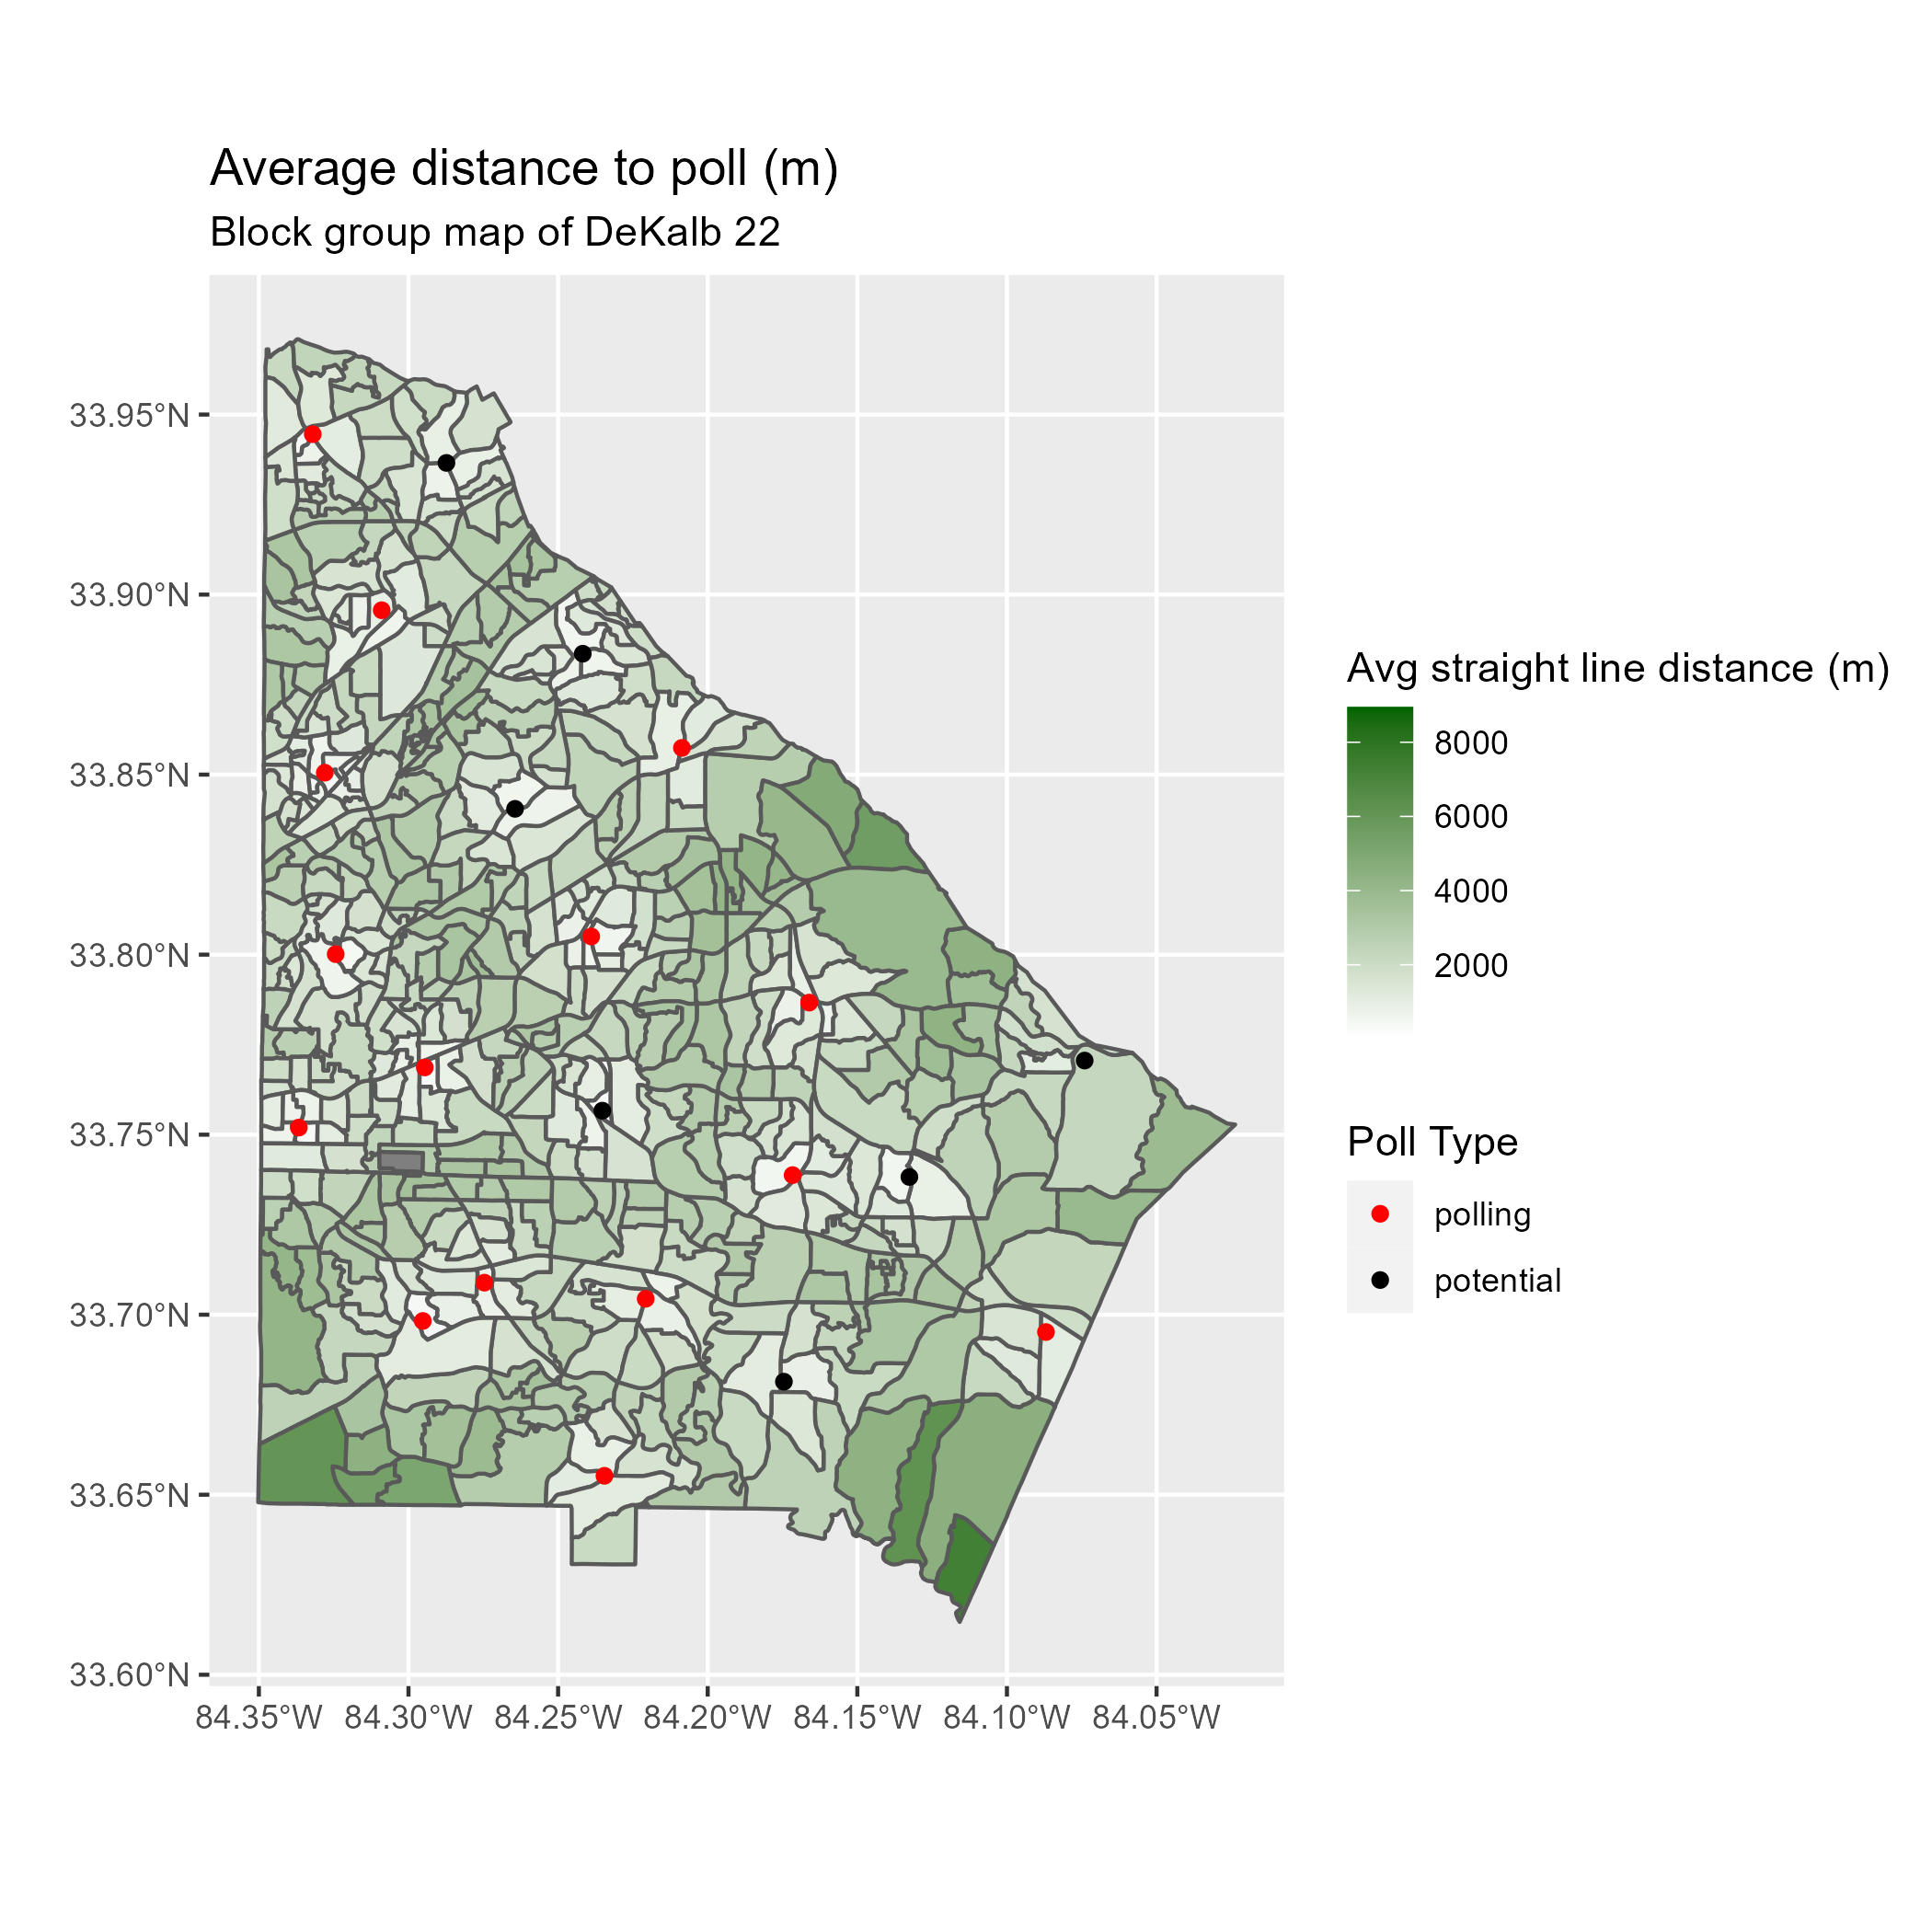 Average distance to poll (m)
Block group map of DeKalb 22
33.95°N
33.90°N
33.85°N
33.80°N
33.75°N
33.70°N
33.65°N
33.60°N
84.35°W 84.30°W 84.25°W 84.20°W 84.15°W 84.10°W 84.05°W
Avg straight line distance (m)
8000
6000
4000
2000
Poll Type
polling
potential